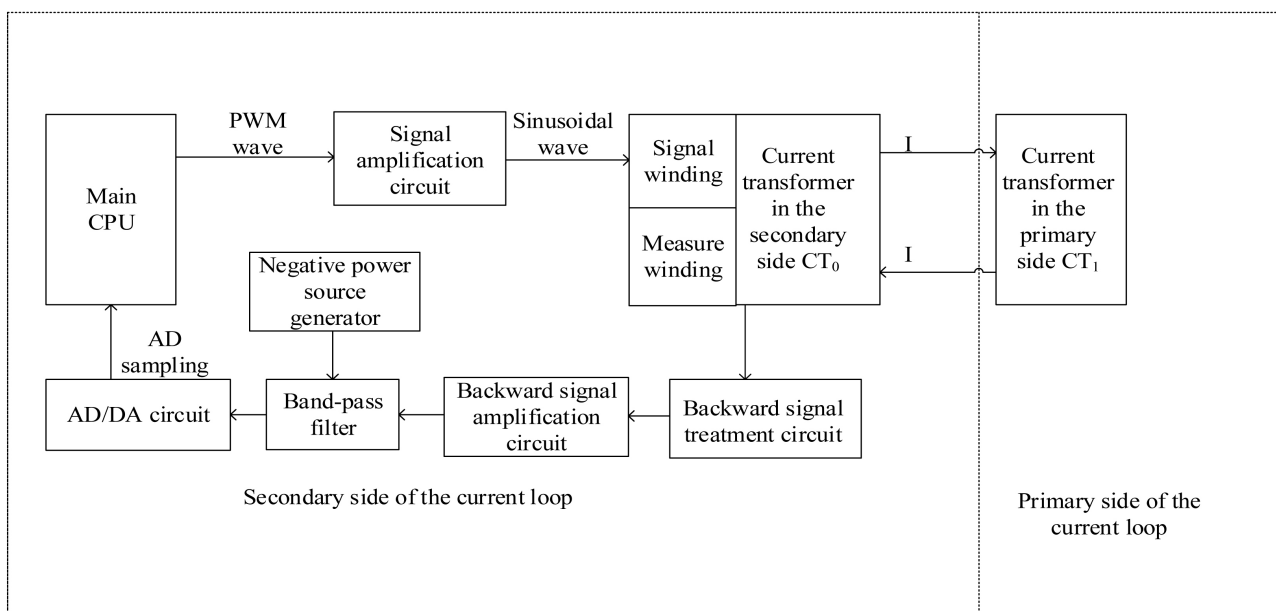 Main
CPU
PWM
wave
Signal
amplification
circuit
Sinusoidal
wave
Signal
winding
Measure
winding
Current
transformer
in the
secondary
side CT₀
I
I
Current
transformer
in the
primary
side CT₁
Negative power
source
generator
AD
sampling
AD/DA circuit
Band-pass
filter
Backward signal
amplification
circuit
Backward signal
treatment circuit
Secondary side of the current loop
Primary side of the
current loop